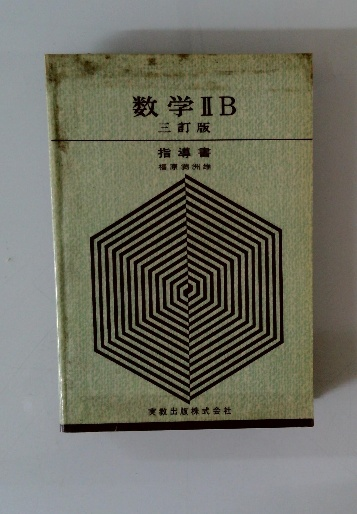 数学ⅡB
三訂版
指導書
福原満洲雄
実教出版株式会社